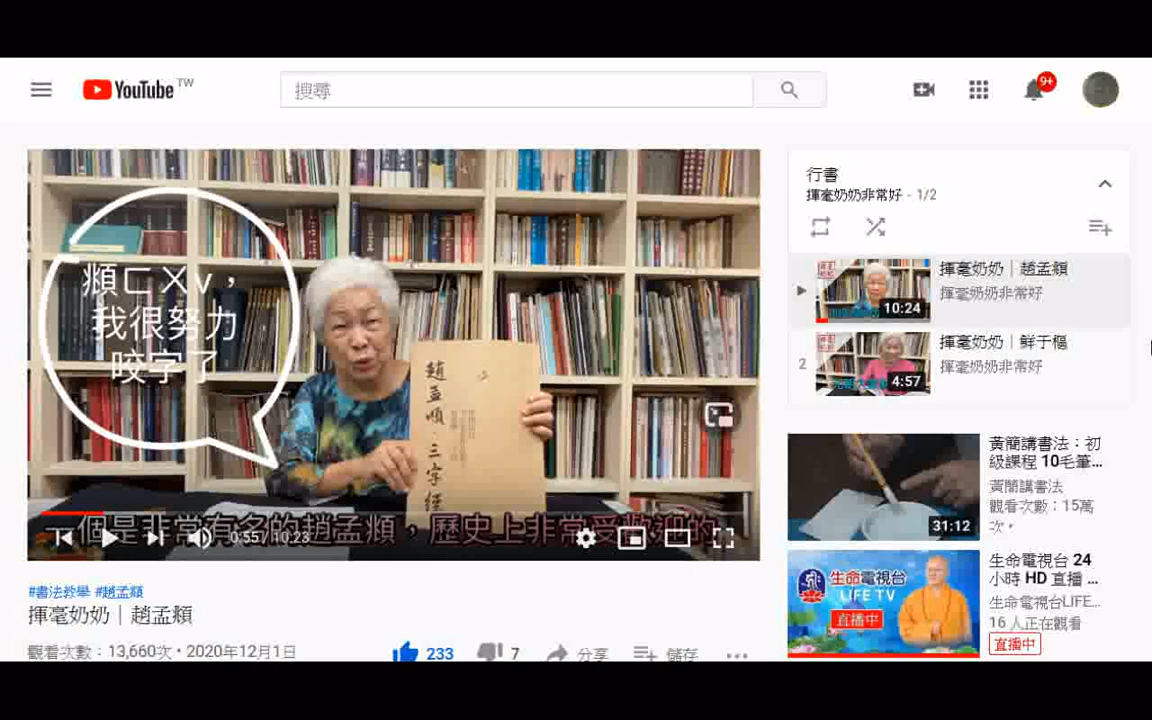 YouTube TW
搜尋
9+
頫ㄈㄨˇ，
我很努力
咬字了
趙孟頫．三字經
一個是非常有名的趙孟頫，歷史上非常受歡迎的
0:55 / 10:23
#書法教學 #趙孟頫
揮毫奶奶｜趙孟頫
觀看次數：13,660次 • 2020年12月1日
233
7
分享
儲存
行書
揮毫奶奶非常好 - 1/2
10:24
揮毫奶奶｜趙孟頫
揮毫奶奶非常好
2
4:57
揮毫奶奶｜鮮于樞
揮毫奶奶非常好
31:12
黃簡講書法：初
級課程 10毛筆...
黃簡講書法
觀看次數：15萬
次 •
生命電視台
LIFE TV
直播中
生命電視台 24
小時 HD 直播 ...
生命電視台LIFE...
16 人正在觀看
直播中